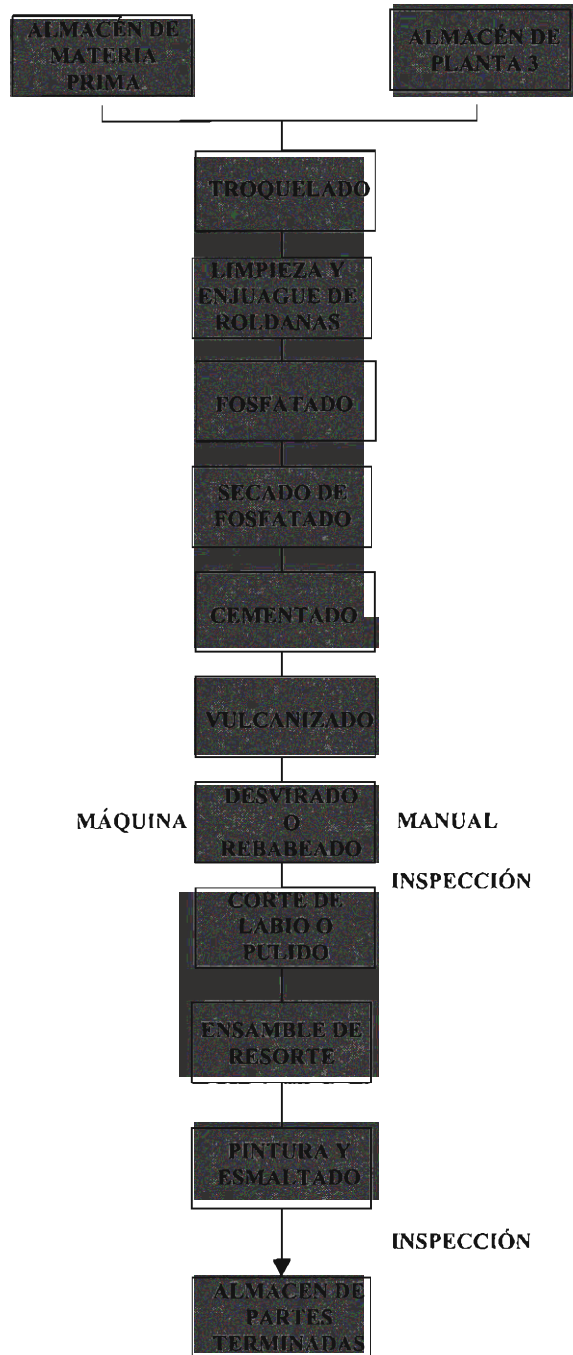 ALMACÉN DE
MATERIA
PRIMA
ALMACÉN DE
PLANTA 3
TROQUELADO
LIMPIEZA Y
ENJUAGUE DE
ROLDANAS
FOSFATADO
SECADO DE
FOSFATADO
CEMENTADO
VULCANIZADO
MÁQUINA
DESVIRADO
O
REBABEADO
MANUAL
INSPECCIÓN
CORTE DE
LABIO O
PULIDO
ENSAMBLE DE
RESORTE
PINTURA Y
ESMALTADO
INSPECCIÓN
ALMACEN DE
PARTES
TERMINADAS